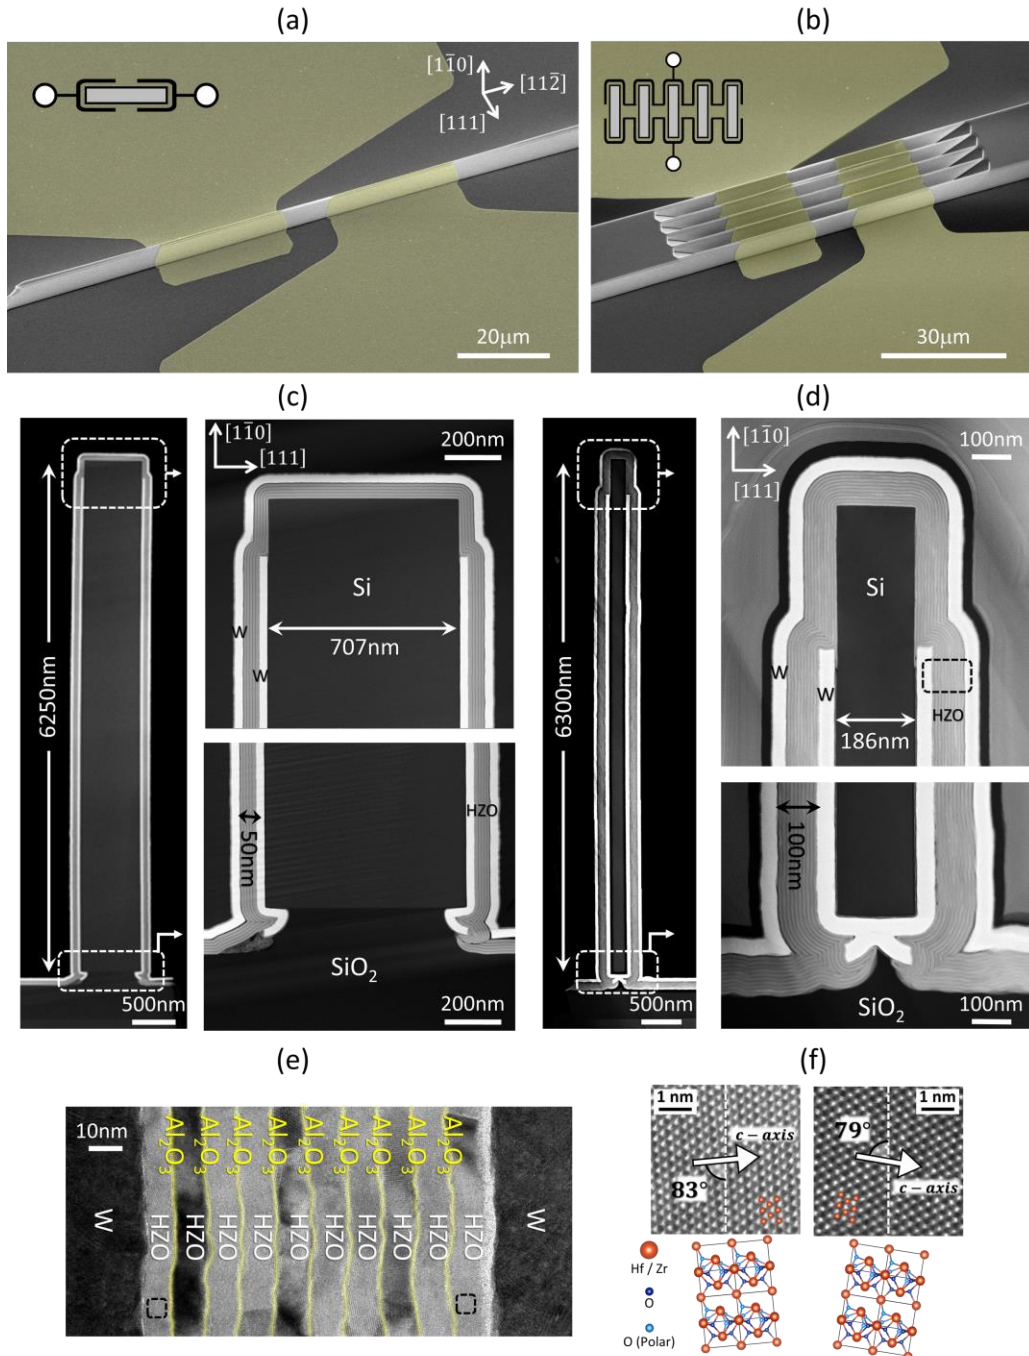 (a)
(b)
[11̅0]
[112̅]
[111]
20μm
30μm
(c)
(d)
6250nm
500nm
[11̅0]
[111]
200nm
Si
W
W
707nm
50nm
HZO
SiO₂
200nm
6300nm
500nm
[11̅0]
[111]
100nm
Si
W
W
HZO
186nm
100nm
SiO₂
100nm
(e)
(f)
10nm
W
HZO
Al₂O₃
HZO
Al₂O₃
HZO
Al₂O₃
HZO
Al₂O₃
HZO
Al₂O₃
HZO
Al₂O₃
HZO
Al₂O₃
HZO
Al₂O₃
HZO
W
1 nm
c – axis
83°
1 nm
79°
c – axis
Hf / Zr
O
O (Polar)